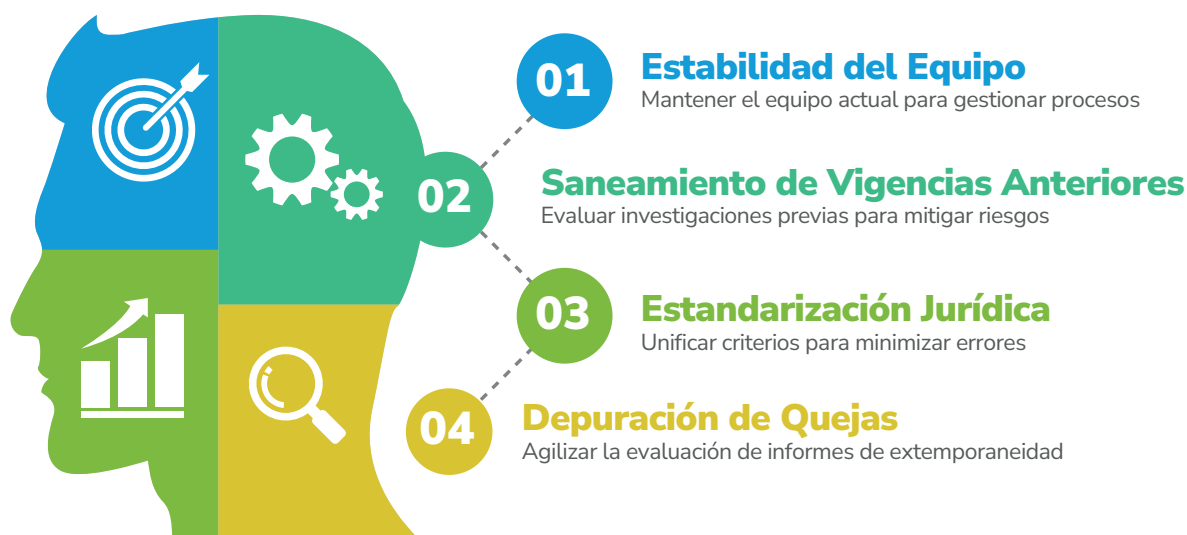 01
Estabilidad del Equipo
Mantener el equipo actual para gestionar procesos
02
Saneamiento de Vigencias Anteriores
Evaluar investigaciones previas para mitigar riesgos
03
Estandarización Jurídica
Unificar criterios para minimizar errores
04
Depuración de Quejas
Agilizar la evaluación de informes de extemporaneidad